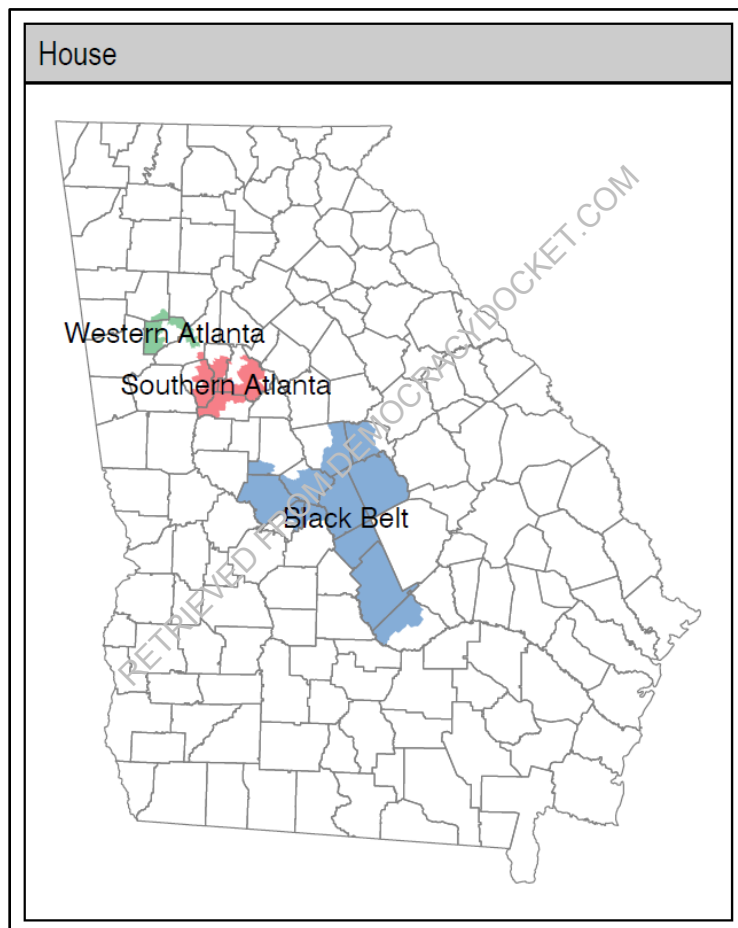 House
Western Atlanta
Southern Atlanta
Black Belt
RETRIEVED FROM DEMOCRACYDOCKET.COM